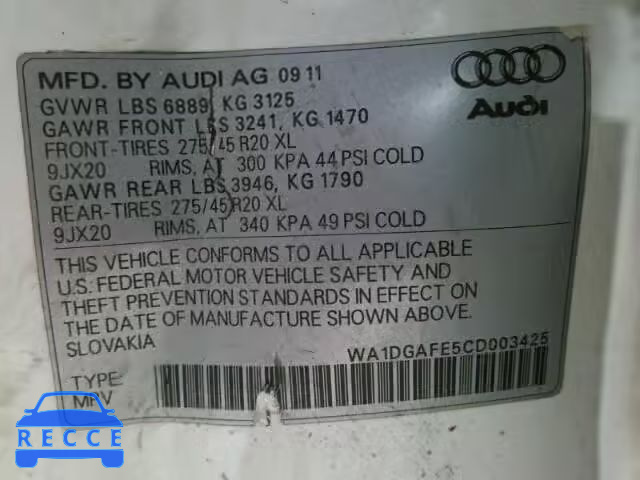 MFD. BY AUDI AG 09 11
GVWR LBS 6889, KG 3125
GAWR FRONT LBS 3241, KG 1470
FRONT-TIRES 275/45 R20 XL
9JX20 RIMS, AT 300 KPA 44 PSI COLD
GAWR REAR LBS 3946, KG 1790
REAR-TIRES 275/45 R20 XL
9JX20 RIMS, AT 340 KPA 49 PSI COLD
Audi
THIS VEHICLE CONFORMS TO ALL APPLICABLE
U.S. FEDERAL MOTOR VEHICLE SAFETY AND
THEFT PREVENTION STANDARDS IN EFFECT ON
THE DATE OF MANUFACTURE SHOWN ABOVE.
SLOVAKIA
WA1DGAFE5CD003425
TYPE:
MPV
RECCE